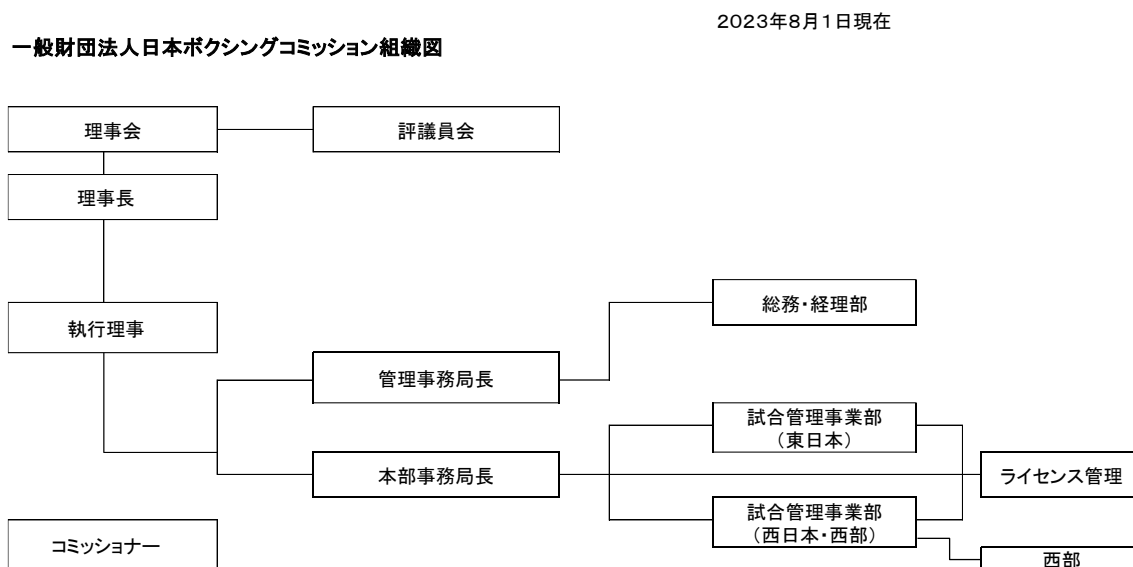 2023年8月1日現在
一般財団法人日本ボクシングコミッション組織図
理事会
評議員会
理事長
総務・経理部
執行理事
管理事務局長
試合管理事業部
（東日本）
本部事務局長
ライセンス管理
試合管理事業部
（西日本・西部）
コミッショナー
西部